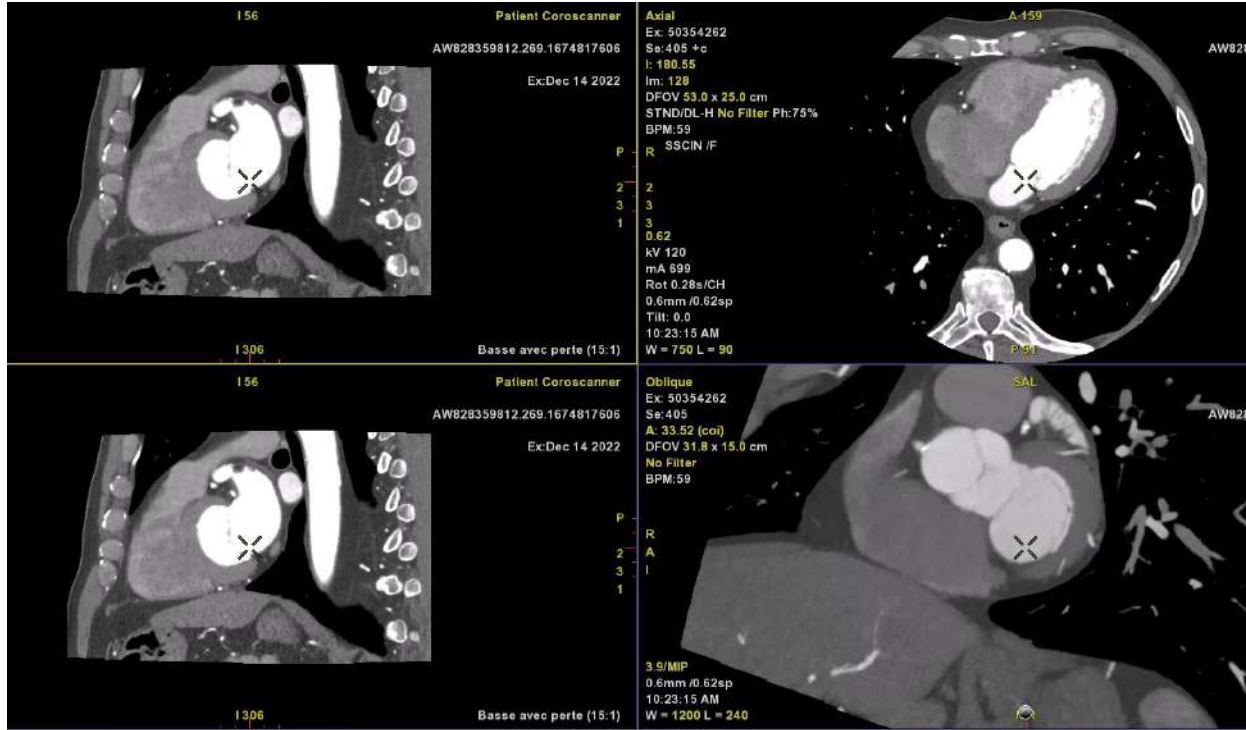 I 56
Patient Coroscanner
AW828359812.269.1674817606
Ex:Dec 14 2022
P
2
3
1
I 306
Basse avec perte (15:1)
Axial
A 159
Ex: 50354262
Se:405 +c
AW828
I: 180.55
Im: 128
DFOV 53.0 x 25.0 cm
STND/DL-H No Filter Ph:75%
BPM:59
SSCIN /F
R
2
3
3
0.62
kV 120
mA 699
Rot 0.28s/CH
0.6mm /0.62sp
Tilt: 0.0
10:23:15 AM
W = 750 L = 90
P 91
I 56
Patient Coroscanner
AW828359812.269.1674817606
Ex:Dec 14 2022
P
2
3
1
I 306
Basse avec perte (15:1)
Oblique
SAL
Ex: 50354262
Se:405
AW828
A: 33.52 (coi)
DFOV 31.8 x 15.0 cm
No Filter
BPM:59
R
A
I
3.9/MIP
0.6mm /0.62sp
10:23:15 AM
W = 1200 L = 240